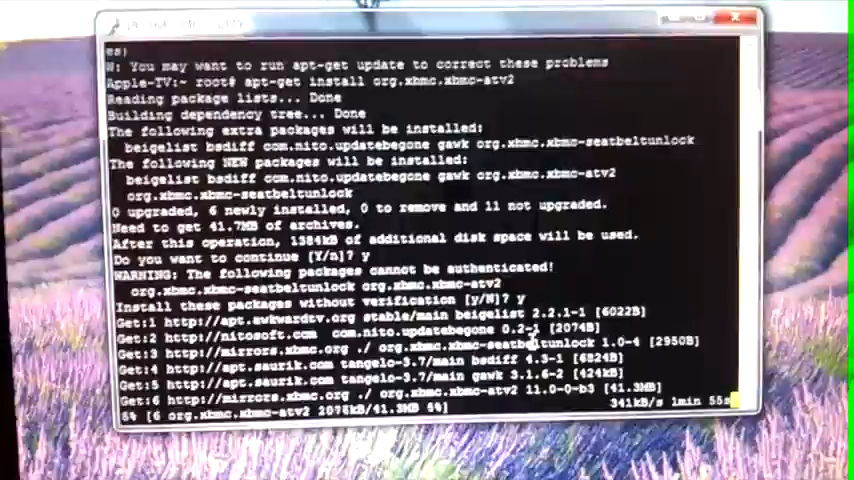 es)
W: You may want to run apt-get update to correct these problems
Apple-TV:~ root# apt-get install org.xbmc.xbmc-atv2
Reading package lists... Done
Building dependency tree... Done
The following extra packages will be installed:
beigelist bsdiff com.nito.updatebegone gawk org.xbmc.xbmc-seatbeltunlock
The following NEW packages will be installed:
beigelist bsdiff com.nito.updatebegone gawk org.xbmc.xbmc-atv2
org.xbmc.xbmc-seatbeltunlock
0 upgraded, 6 newly installed, 0 to remove and 11 not upgraded.
Need to get 41.7MB of archives.
After this operation, 1384kB of additional disk space will be used.
Do you want to continue [Y/n]? y
WARNING: The following packages cannot be authenticated!
org.xbmc.xbmc-seatbeltunlock org.xbmc.xbmc-atv2
Install these packages without verification [y/N]? y
Get:1 http://apt.awkwardtv.org stable/main beigelist 2.2.1-1 [6022B]
Get:2 http://nitosoft.com com.nito.updatebegone 0.2-1 [2074B]
Get:3 http://mirrors.xbmc.org ./ org.xbmc.xbmc-seatbeltunlock 1.0-4 [2950B]
Get:4 http://apt.saurik.com tangelo-3.7/main bsdiff 4.3-1 [6824B]
Get:5 http://apt.saurik.com tangelo-3.7/main gawk 3.1.6-2 [424kB]
Get:6 http://mirrors.xbmc.org ./ org.xbmc.xbmc-atv2 11.0-0-b3 [41.3MB]
5% [6 org.xbmc.xbmc-atv2 2076kB/41.3MB 5%] 341kB/s 1min 55s